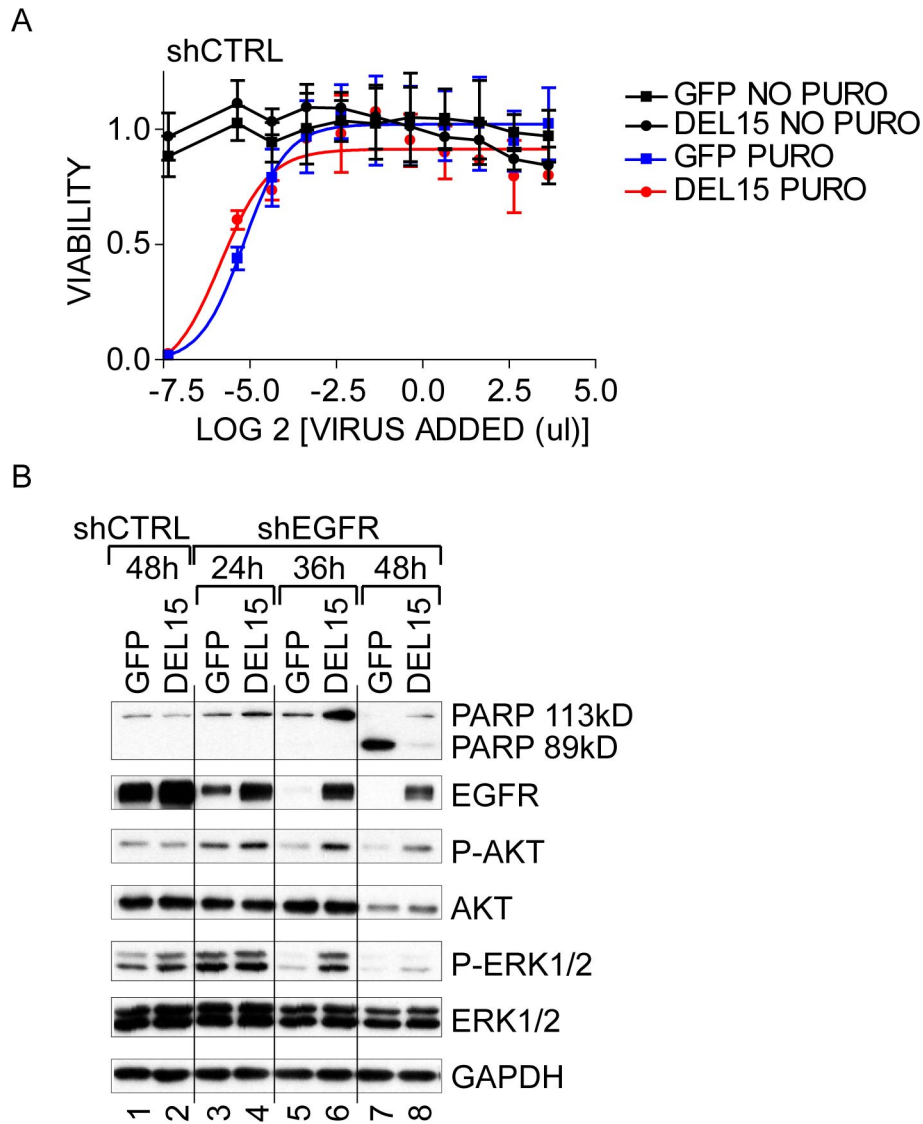 A
shCTRL
GFP NO PURO
DEL15 NO PURO
GFP PURO
DEL15 PURO
VIABILITY
1.0
0.5
0.0
-7.5 -5.0 -2.5 0.0 2.5 5.0
LOG 2 [VIRUS ADDED (ul)]
B
shCTRL shEGFR
48h 24h 36h 48h
GFP DEL15 GFP DEL15 GFP DEL15 GFP DEL15
PARP 113kD
PARP 89kD
EGFR
P-AKT
AKT
P-ERK1/2
ERK1/2
GAPDH
1 2 3 4 5 6 7 8